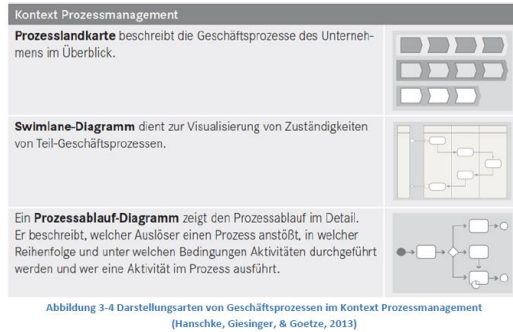 Kontext Prozessmanagement
Prozesslandkarte beschreibt die Geschäftsprozesse des Unterneh-
mens im Überblick.
Swimlane-Diagramm dient zur Visualisierung von Zuständigkeiten
von Teil-Geschäftsprozessen.
Ein Prozessablauf-Diagramm zeigt den Prozessablauf im Detail.
Er beschreibt, welcher Auslöser einen Prozess anstößt, in welcher
Reihenfolge und unter welchen Bedingungen Aktivitäten durchgeführt
werden und wer eine Aktivität im Prozess ausführt.
Abbildung 3-4 Darstellungsarten von Geschäftsprozessen im Kontext Prozessmanagement
(Hanschke, Giesinger, & Goetze, 2013)